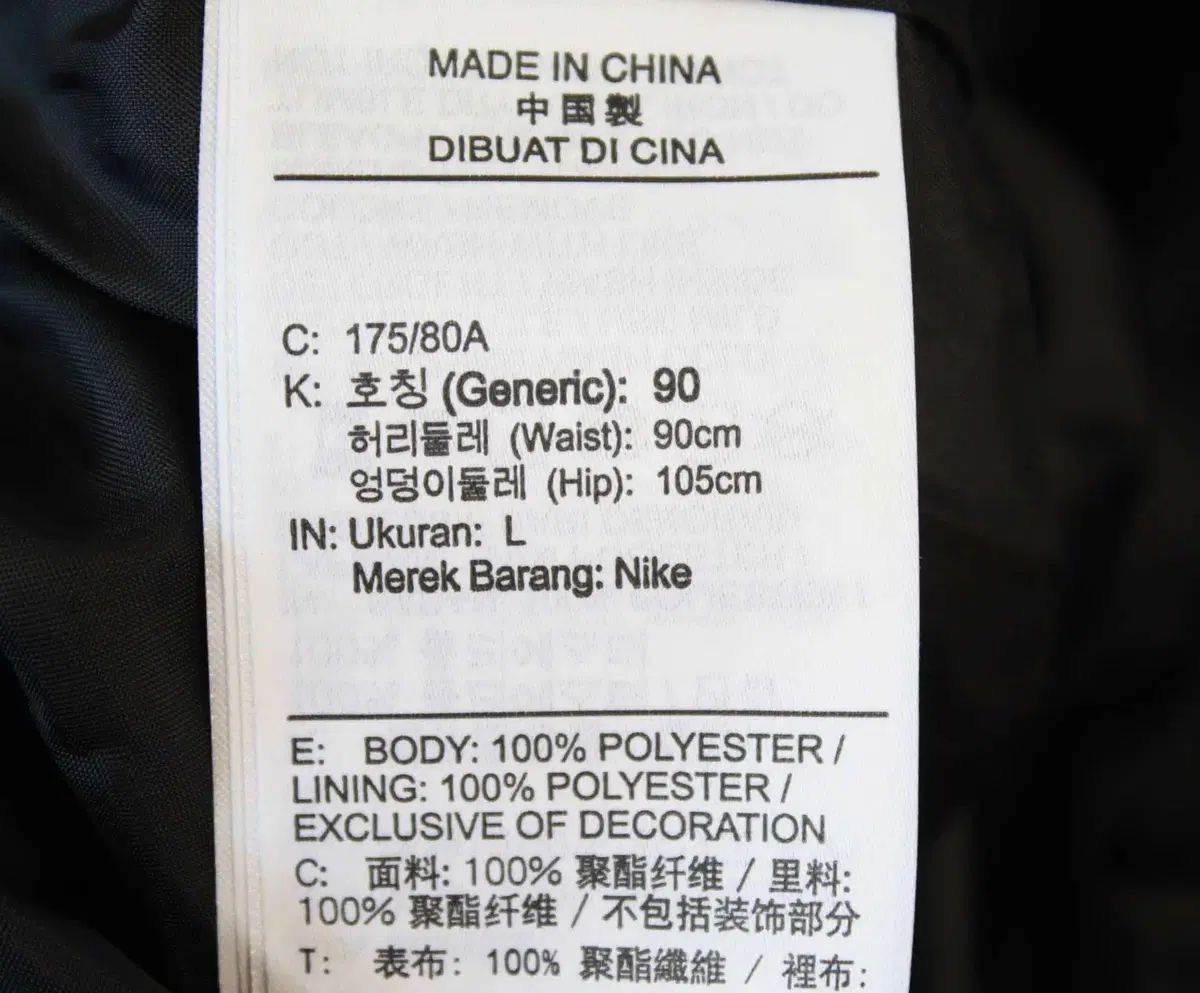 MADE IN CHINA
中国製
DIBUAT DI CINA
C: 175/80A
K: 호칭 (Generic): 90
허리둘레 (Waist): 90cm
엉덩이둘레 (Hip): 105cm
IN: Ukuran: L
Merek Barang: Nike
E: BODY: 100% POLYESTER /
LINING: 100% POLYESTER /
EXCLUSIVE OF DECORATION
C: 面料: 100% 聚酯纤维 / 里料:
100% 聚酯纤维 / 不包括装饰部分
T: 表布: 100% 聚酯纖維 / 裡布: